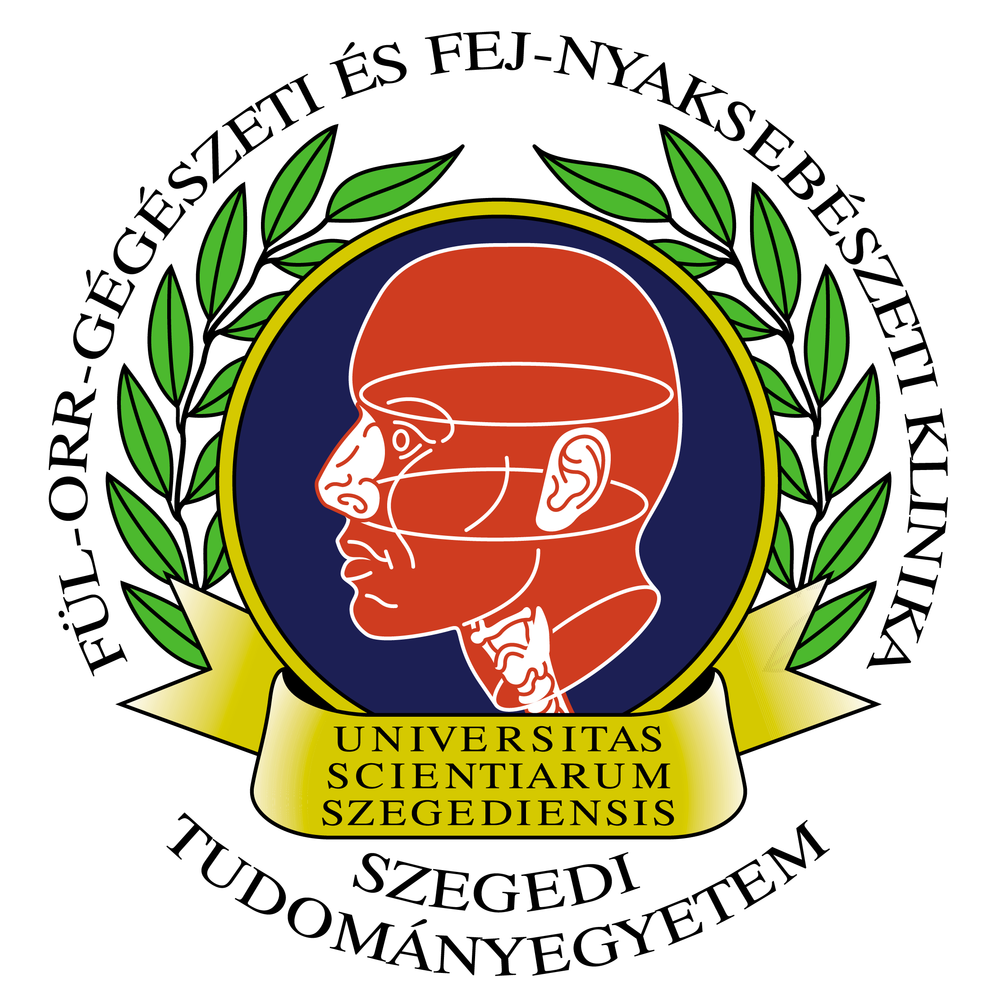 FÜL-ORR-GÉGÉSZETI ÉS FEJ-NYAKSEBÉSZETI KLINIKA
UNIVERSITAS
SCIENTIARUM
SZEGEDIENSIS
SZEGEDI
TUDOMÁNYEGYETEM